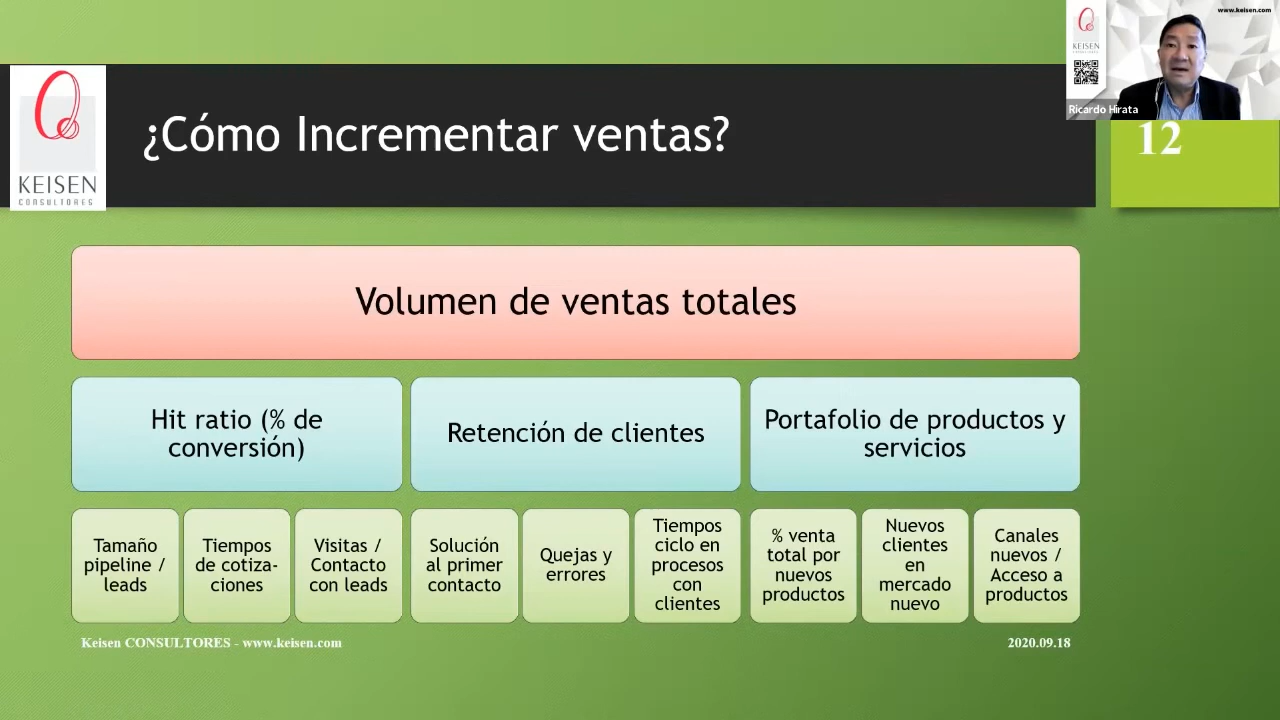 www.keisen.com
KEISEN
Ricardo Hirata
KEISEN
CONSULTORES
¿Cómo Incrementar ventas?
12
Volumen de ventas totales
Hit ratio (% de
conversión)
Retención de clientes
Portafolio de productos y
servicios
Tamaño
pipeline /
leads
Tiempos
de cotiza-
ciones
Visitas /
Contacto
con leads
Solución
al primer
contacto
Quejas y
errores
Tiempos
ciclo en
procesos
con
clientes
% venta
total por
nuevos
productos
Nuevos
clientes
en
mercado
nuevo
Canales
nuevos /
Acceso a
productos
Keisen CONSULTORES - www.keisen.com
2020.09.18